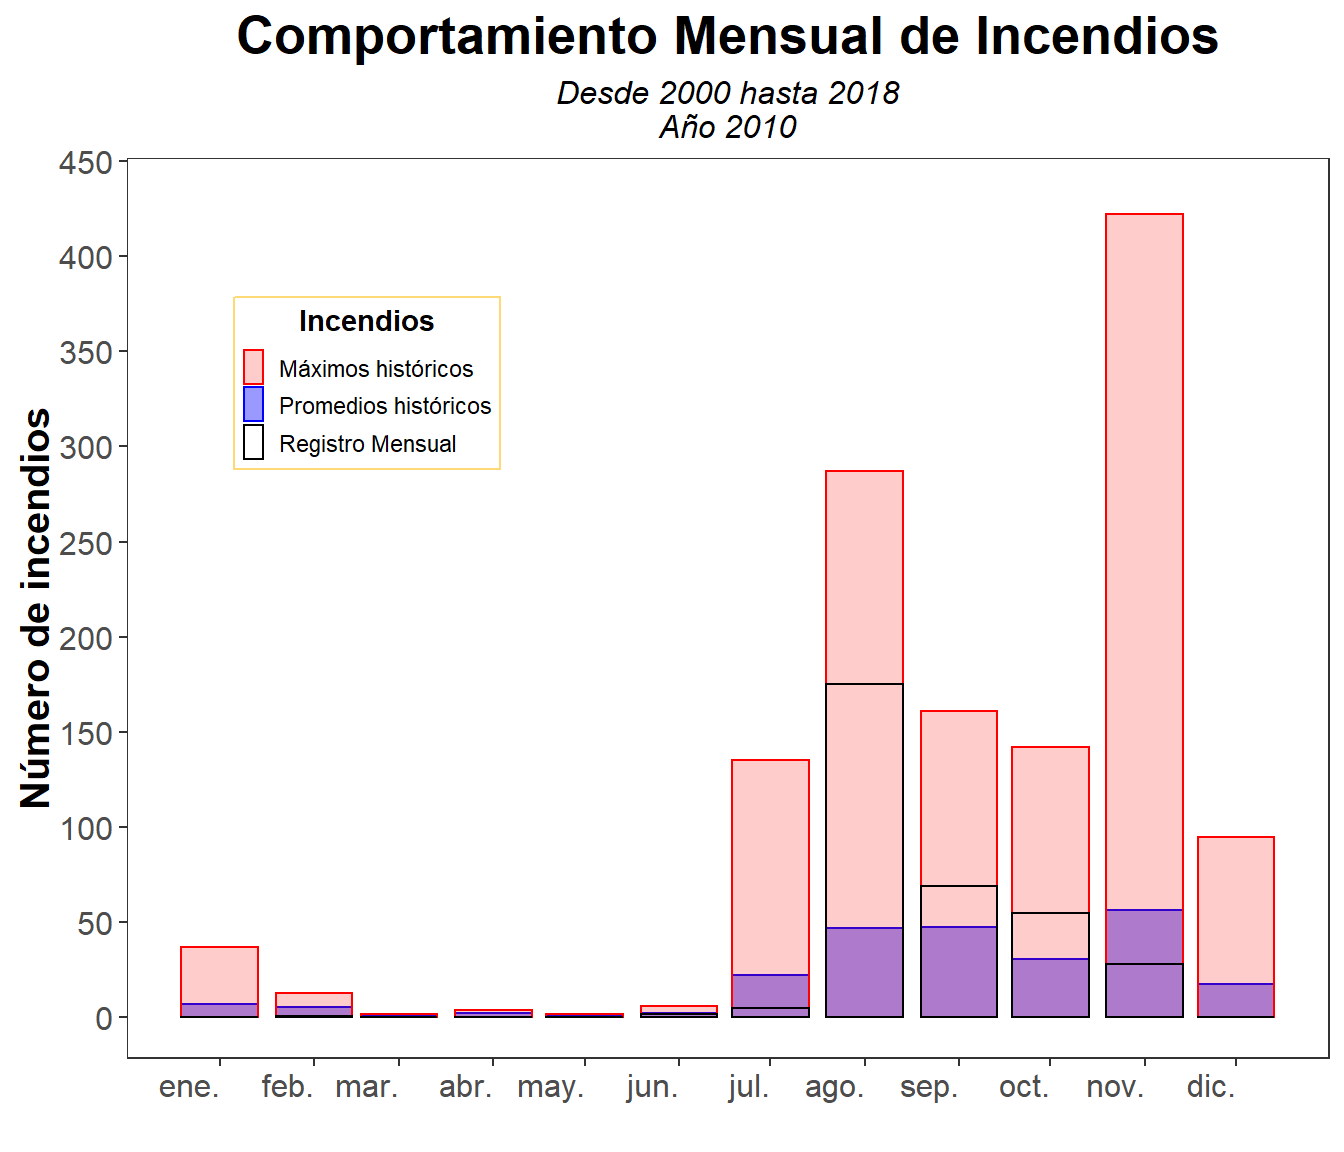 Comportamiento Mensual de Incendios
Desde 2000 hasta 2018
Año 2010
Número de incendios
450
400
350
300
250
200
150
100
50
0
Incendios
Máximos históricos
Promedios históricos
Registro Mensual
ene. feb. mar. abr. may. jun. jul. ago. sep. oct. nov. dic.